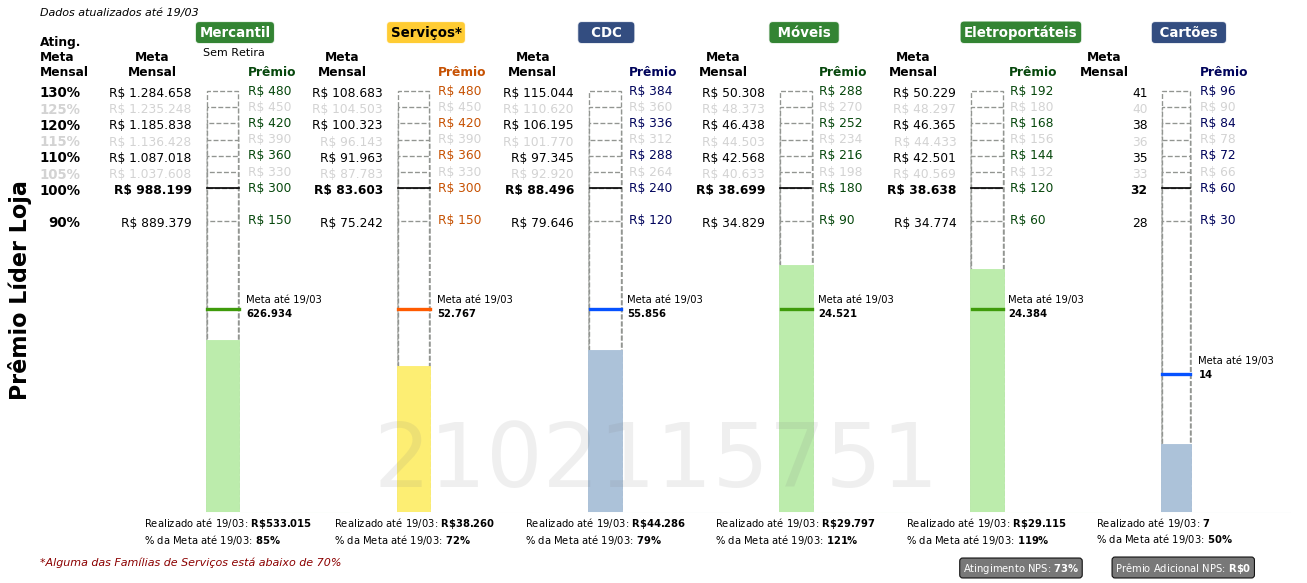 Dados atualizados até 19/03
Mercantil Serviços* CDC Móveis Eletroportáteis Cartões
Sem Retira
Ating. Meta Mensal
Meta Mensal Prêmio Meta Mensal Prêmio Meta Mensal Prêmio Meta Mensal Prêmio Meta Mensal Prêmio Meta Mensal Prêmio
130% R$ 1.284.658 R$ 480 R$ 108.683 R$ 480 R$ 115.044 R$ 384 R$ 50.308 R$ 288 R$ 50.229 R$ 192 41 R$ 96
125% R$ 1.235.248 R$ 450 R$ 104.503 R$ 450 R$ 110.620 R$ 360 R$ 48.373 R$ 270 R$ 48.297 R$ 180 40 R$ 90
120% R$ 1.185.838 R$ 420 R$ 100.323 R$ 420 R$ 106.195 R$ 336 R$ 46.438 R$ 252 R$ 46.365 R$ 168 38 R$ 84
115% R$ 1.136.428 R$ 390 R$ 96.143 R$ 390 R$ 101.770 R$ 312 R$ 44.503 R$ 234 R$ 44.433 R$ 156 36 R$ 78
110% R$ 1.087.018 R$ 360 R$ 91.963 R$ 360 R$ 97.345 R$ 288 R$ 42.568 R$ 216 R$ 42.501 R$ 144 35 R$ 72
105% R$ 1.037.608 R$ 330 R$ 87.783 R$ 330 R$ 92.920 R$ 264 R$ 40.633 R$ 198 R$ 40.569 R$ 132 33 R$ 66
100% R$ 988.199 R$ 300 R$ 83.603 R$ 300 R$ 88.496 R$ 240 R$ 38.699 R$ 180 R$ 38.638 R$ 120 32 R$ 60
90% R$ 889.379 R$ 150 R$ 75.242 R$ 150 R$ 79.646 R$ 120 R$ 34.829 R$ 90 R$ 34.774 R$ 60 28 R$ 30
Prêmio Líder Loja
Meta até 19/03 Meta até 19/03 Meta até 19/03 Meta até 19/03 Meta até 19/03
626.934 52.767 55.856 24.521 24.384
Meta até 19/03
14
2102115751
Realizado até 19/03: R$533.015 Realizado até 19/03: R$38.260 Realizado até 19/03: R$44.286 Realizado até 19/03: R$29.797 Realizado até 19/03: R$29.115 Realizado até 19/03: 7
% da Meta até 19/03: 85% % da Meta até 19/03: 72% % da Meta até 19/03: 79% % da Meta até 19/03: 121% % da Meta até 19/03: 119% % da Meta até 19/03: 50%
*Alguma das Famílias de Serviços está abaixo de 70%
Atingimento NPS: 73% Prêmio Adicional NPS: R$0